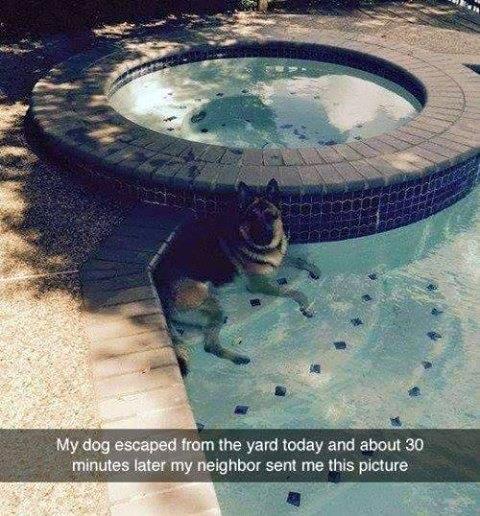 My dog escaped from the yard today and about 30
minutes later my neighbor sent me this picture